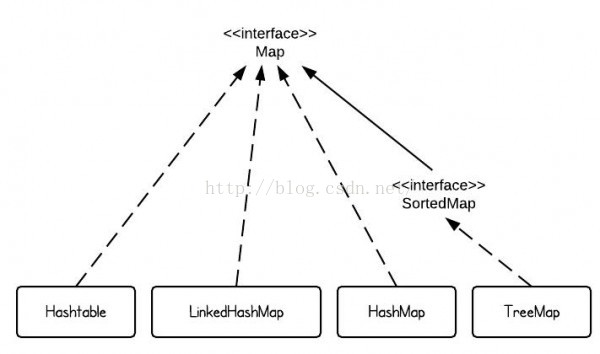 <<interface>>
Map
http://blog.csdn.net
<<interface>>
SortedMap
Hashtable
LinkedHashMap
HashMap
TreeMap